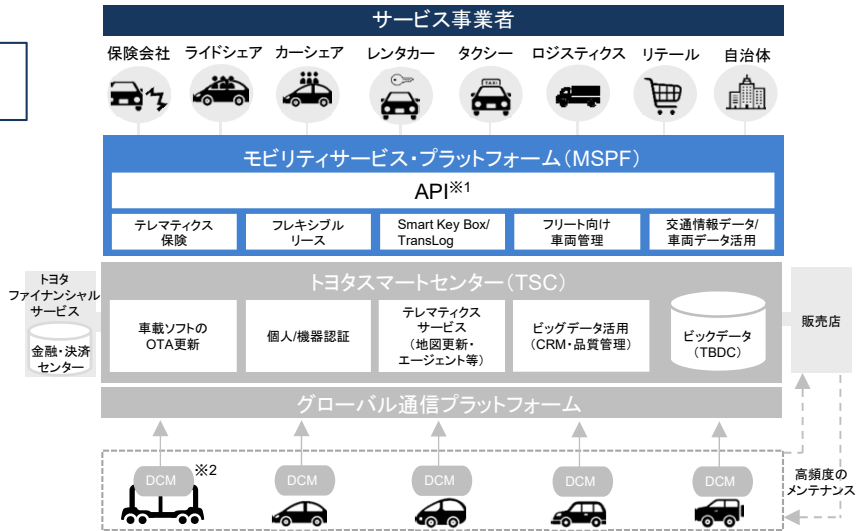 サービス事業者
保険会社 ライドシェア カーシェア レンタカー タクシー ロジスティクス リテール 自治体
TAXI
モビリティサービス・プラットフォーム(MSPF)
API※1
テレマティクス
保険
フレキシブル
リース
Smart Key Box/
TransLog
フリート向け
車両管理
交通情報データ/
車両データ活用
トヨタ
ファイナンシャル
サービス
金融・決済
センター
トヨタスマートセンター(TSC)
車載ソフトの
OTA更新
個人/機器認証
テレマティクス
サービス
(地図更新・
エージェント等)
ビッグデータ活用
(CRM・品質管理)
ビックデータ
(TBDC)
販売店
グローバル通信プラットフォーム
DCM ※2 DCM DCM DCM DCM
高頻度の
メンテナンス